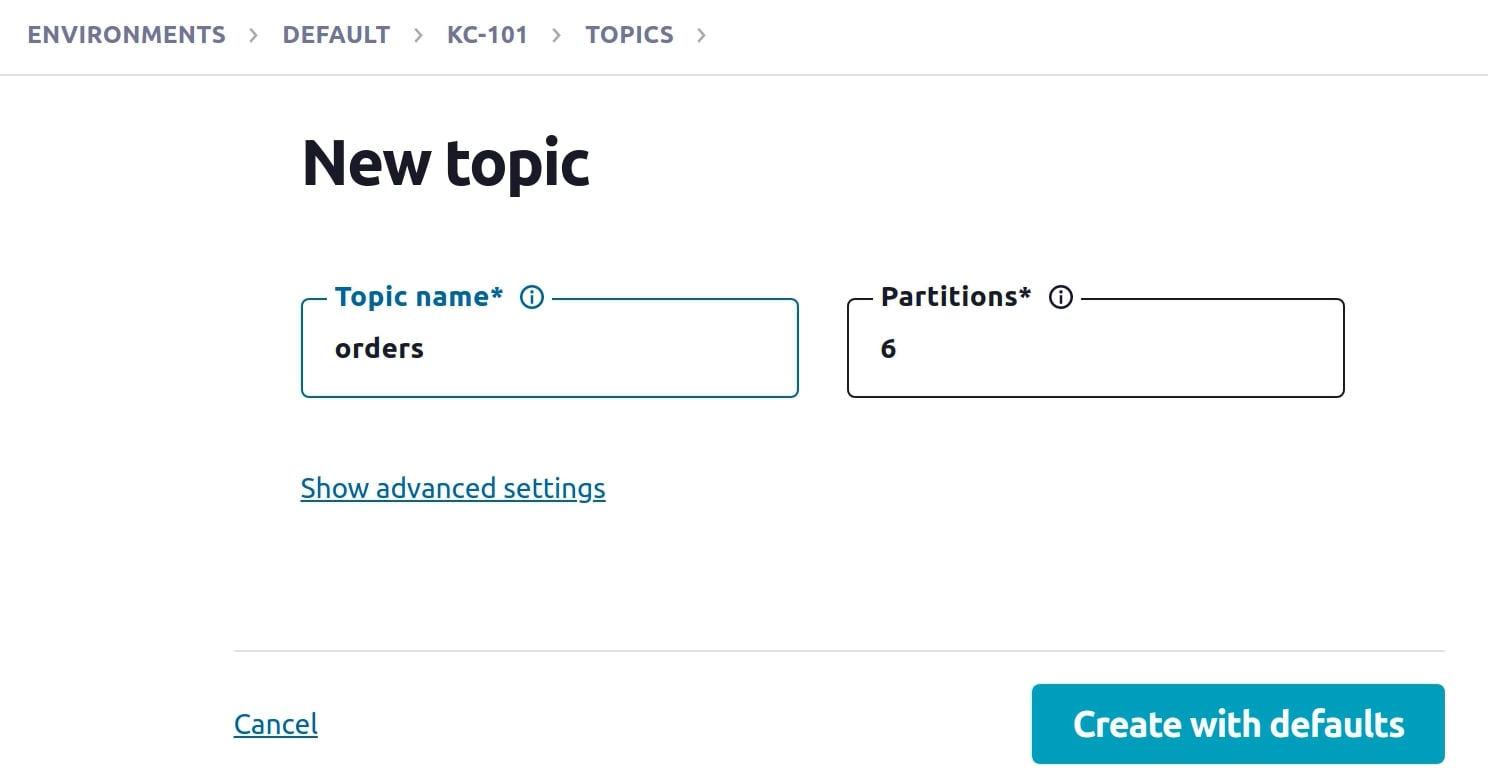 ENVIRONMENTS > DEFAULT > KC-101 > TOPICS >
New topic
Topic name* Partitions*
orders 6
Show advanced settings
Cancel Create with defaults